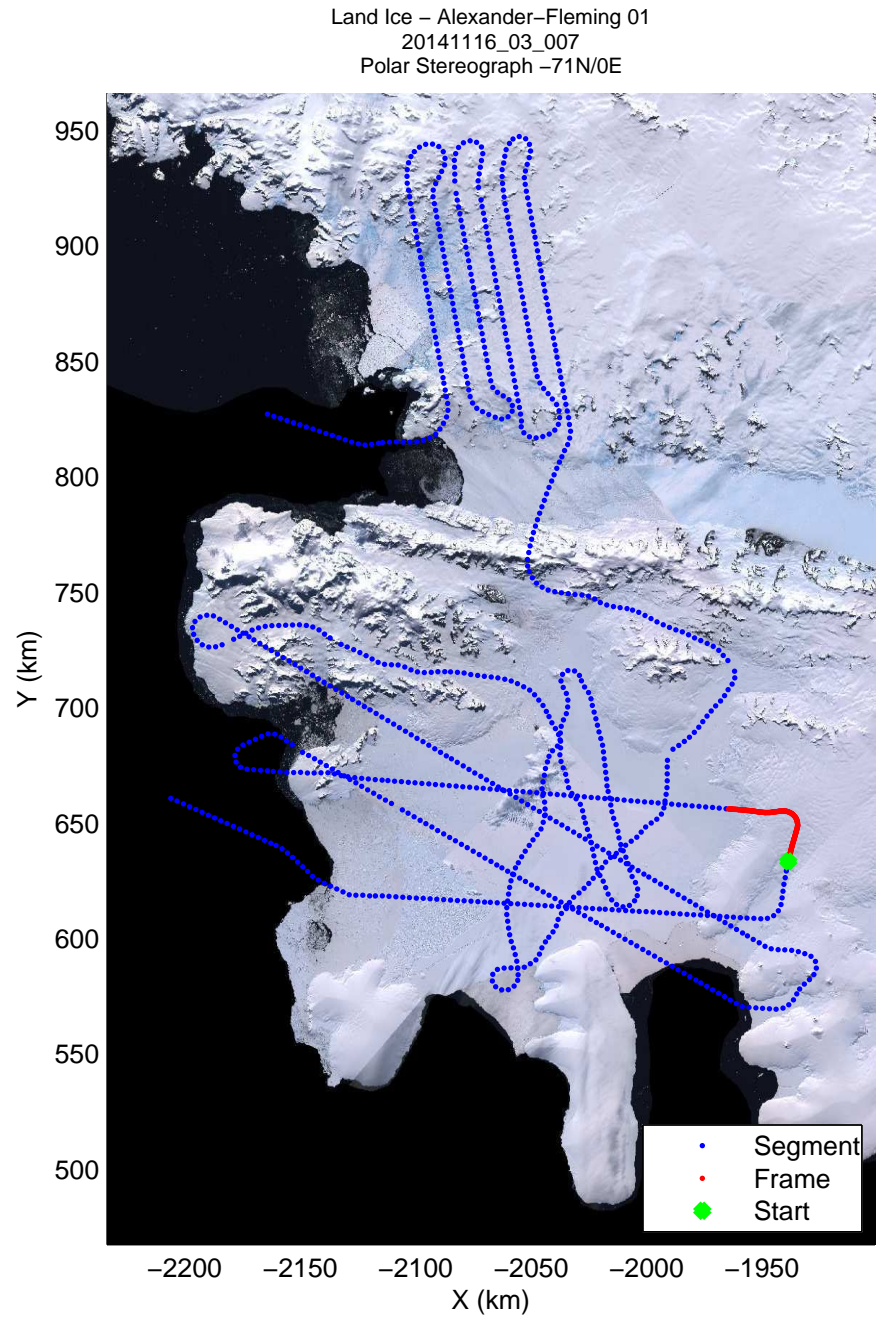 Land Ice − Alexander−Fleming 01
20141116_03_007
Polar Stereograph −71N/0E
950
900
850
800
750
700
650
600
550
500
Y (km)
−2200 −2150 −2100 −2050 −2000 −1950
X (km)
Segment
Frame
Start